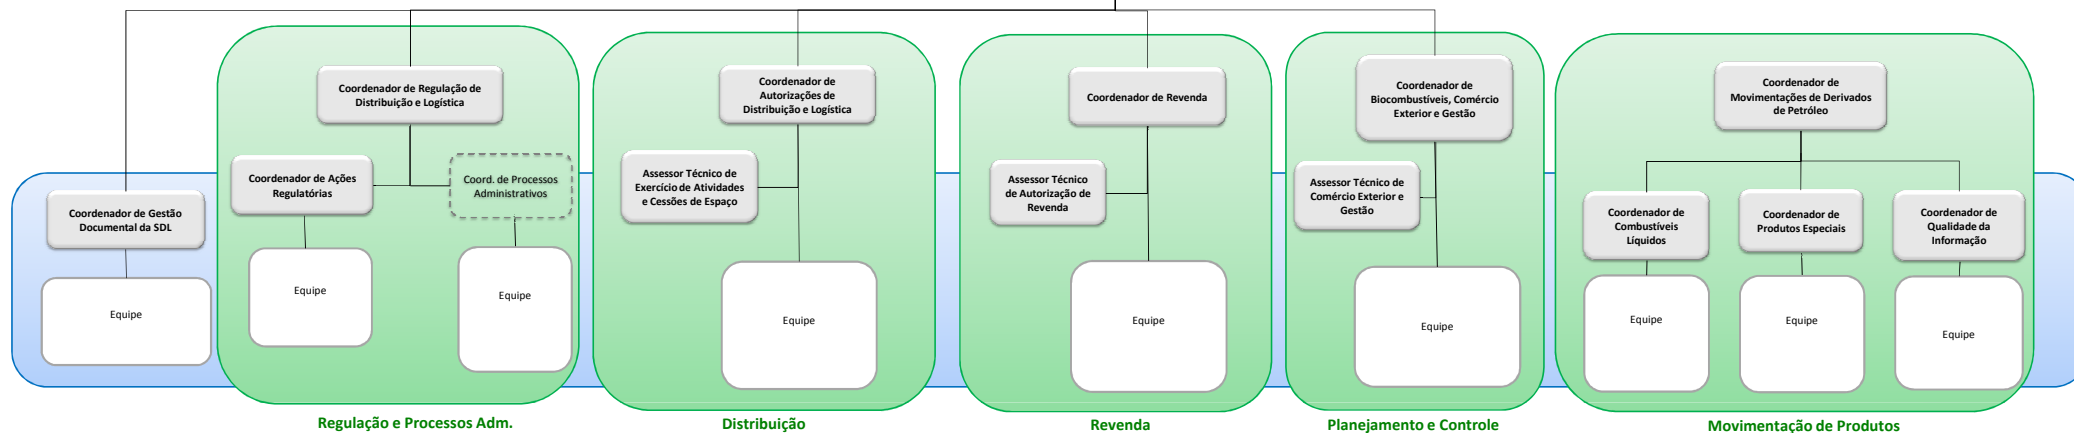 Coordenador de Gestão
Documental da SDL
Equipe
Coordenador de Regulação de
Distribuição e Logística
Coordenador de Ações
Regulatórias
Coord. de Processos
Administrativos
Equipe
Equipe
Regulação e Processos Adm.
Coordenador de
Autorizações de
Distribuição e Logística
Assessor Técnico de
Exercício de Atividades
e Cessões de Espaço
Equipe
Distribuição
Coordenador de Revenda
Assessor Técnico
de Autorização de
Revenda
Equipe
Revenda
Coordenador de
Biocombustíveis, Comércio
Exterior e Gestão
Assessor Técnico de
Comércio Exterior e
Gestão
Equipe
Planejamento e Controle
Coordenador de
Movimentações de Derivados
de Petróleo
Coordenador de
Combustíveis
Líquidos
Coordenador de
Produtos Especiais
Coordenador de
Qualidade da
Informação
Equipe
Equipe
Equipe
Movimentação de Produtos